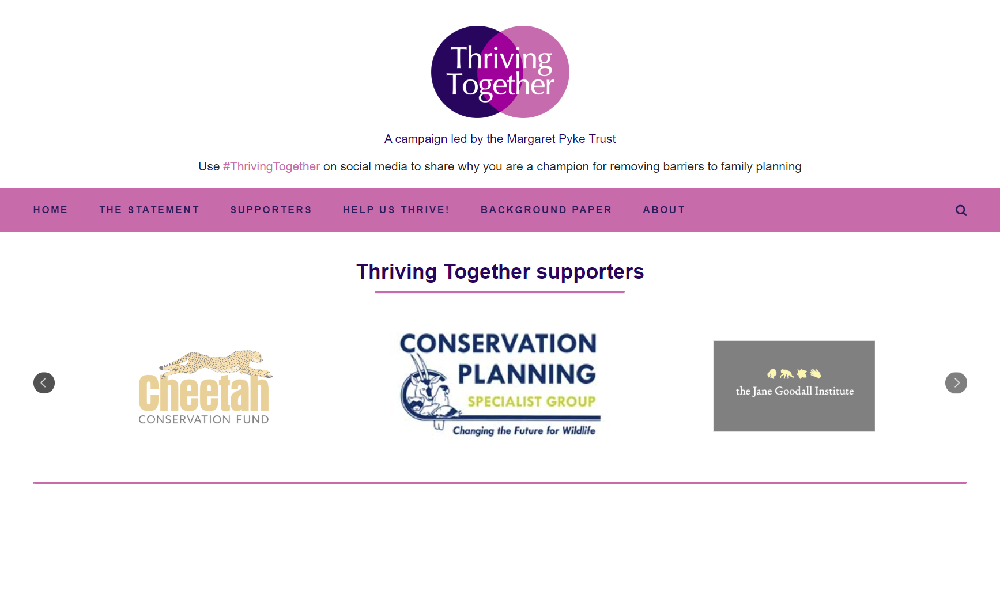 Thriving
Together
A campaign led by the Margaret Pyke Trust
Use #ThrivingTogether on social media to share why you are a champion for removing barriers to family planning
HOME THE STATEMENT SUPPORTERS HELP US THRIVE! BACKGROUND PAPER ABOUT
Thriving Together supporters
Cheetah
CONSERVATION FUND
CONSERVATION
PLANNING
SPECIALIST GROUP
Changing the Future for Wildlife
the Jane Goodall Institute